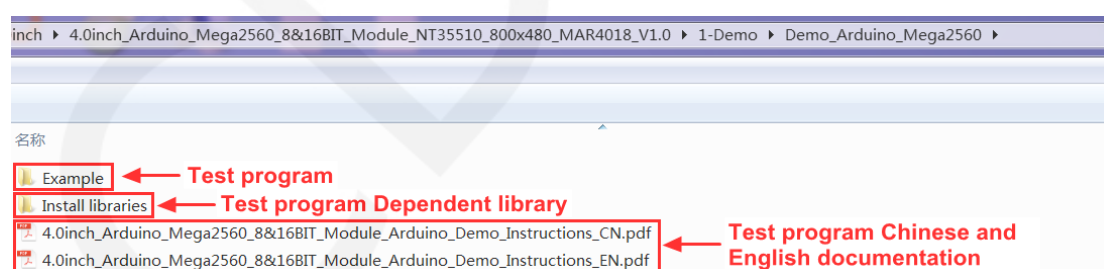 inch ▸ 4.0inch_Arduino_Mega2560_8&16BIT_Module_NT35510_800x480_MAR4018_V1.0 ▸ 1-Demo ▸ Demo_Arduino_Mega2560 ▸
名称
Example Test program
Install libraries Test program Dependent library
4.0inch_Arduino_Mega2560_8&16BIT_Module_Arduino_Demo_Instructions_CN.pdf
4.0inch_Arduino_Mega2560_8&16BIT_Module_Arduino_Demo_Instructions_EN.pdf
Test program Chinese and
English documentation